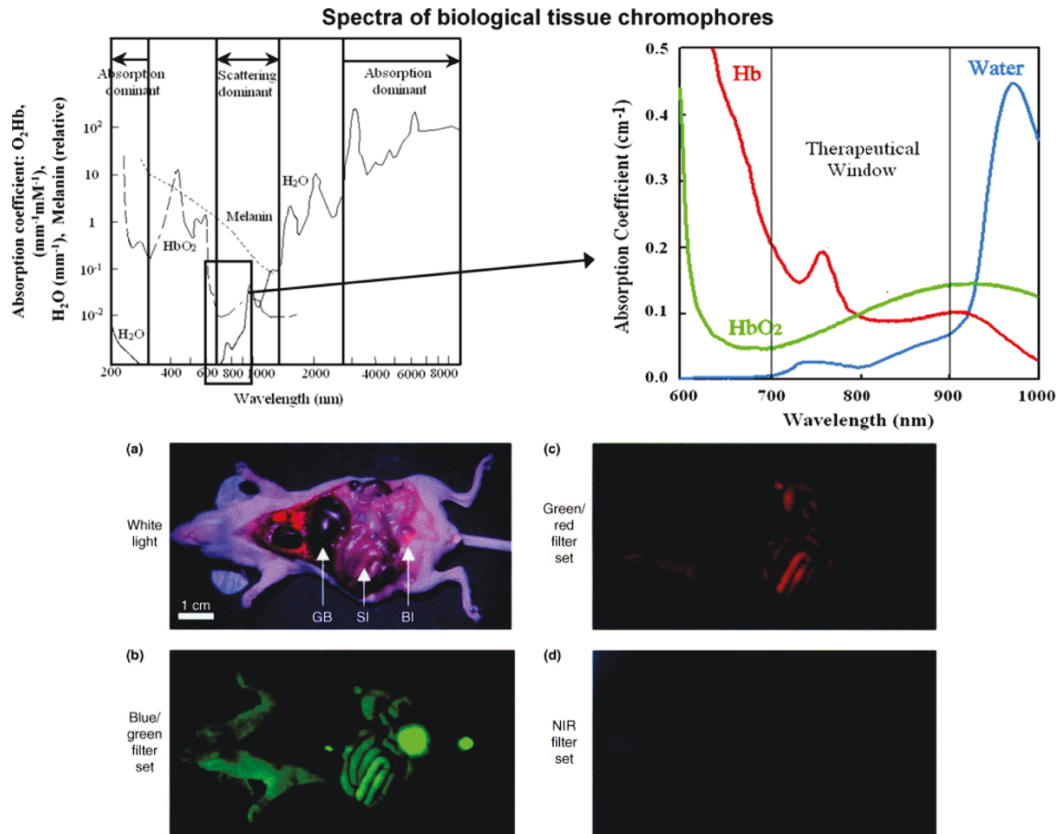 Spectra of biological tissue chromophores
Absorption coefficient: O2Hb,
(mm-1mM-1),
H2O (mm-1), Melanin (relative)
Absorption
dominant
Scattering
dominant
Absorption
dominant
10²
10
1
10-1
10-2
H2O
HbO2
Melanin
H2O
200
400
600
800
1000
2000
4000
6000
8000
Wavelength (nm)
Absorption Coefficient (cm-1)
0.5
0.4
0.3
0.2
0.1
0.0
Hb
Water
Therapeutical
Window
HbO2
600
700
800
900
1000
Wavelength (nm)
(a)
White
light
1 cm
GB
SI
BI
(b)
Blue/
green
filter
set
(c)
Green/
red
filter
set
(d)
NIR
filter
set